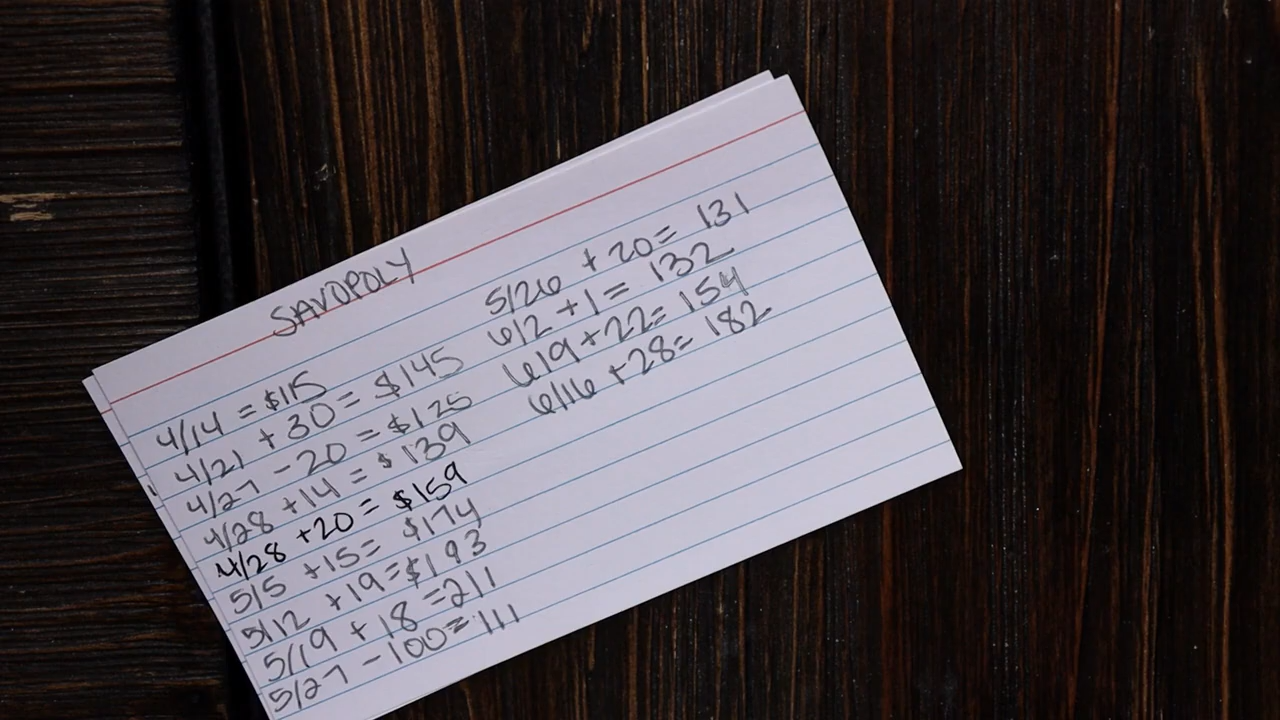 SAVOPOLY
4/14 = $115
4/21 + 30 = $145
4/27 - 20 = $125
4/28 + 14 = $139
4/28 + 20 = $159
5/5 + 15 = $174
5/12 + 19 = $193
5/19 + 18 = 211
5/27 - 100 = 111
5/26 + 20 = 131
6/2 + 1 = 132
6/9 + 22 = 154
6/16 + 28 = 182